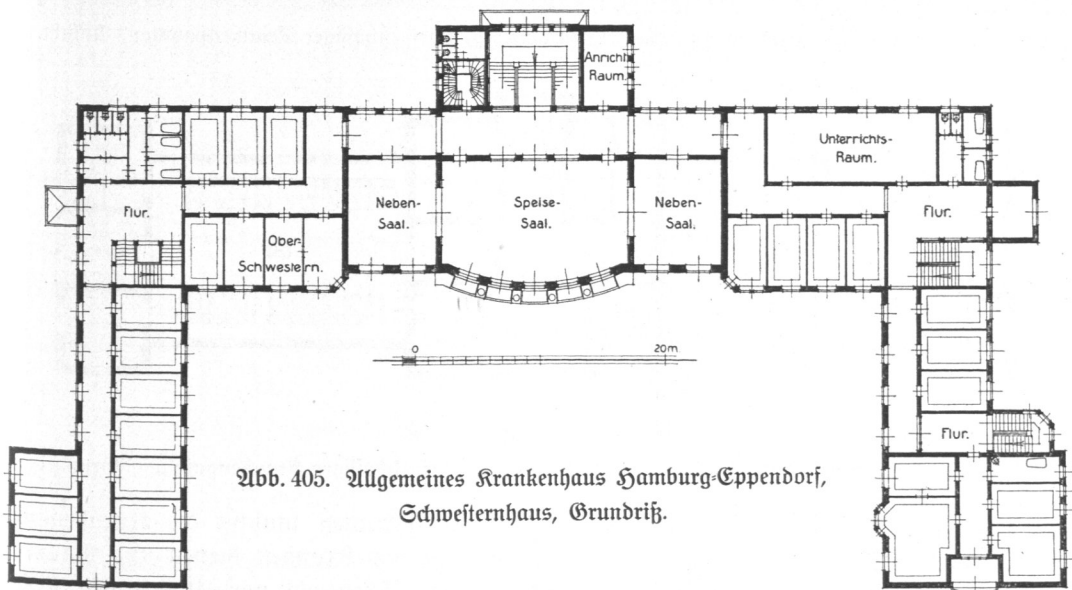 Anricht
Raum.
Unterrichts-
Raum.
Neben-
Saal.
Speise-
Saal.
Neben-
Saal.
Flur.
Flur.
Ober-
Schwestern.
0
20m.
Flur.
Abb. 405. Allgemeines Krankenhaus Hamburg-Eppendorf,
Schwesternhaus, Grundriß.